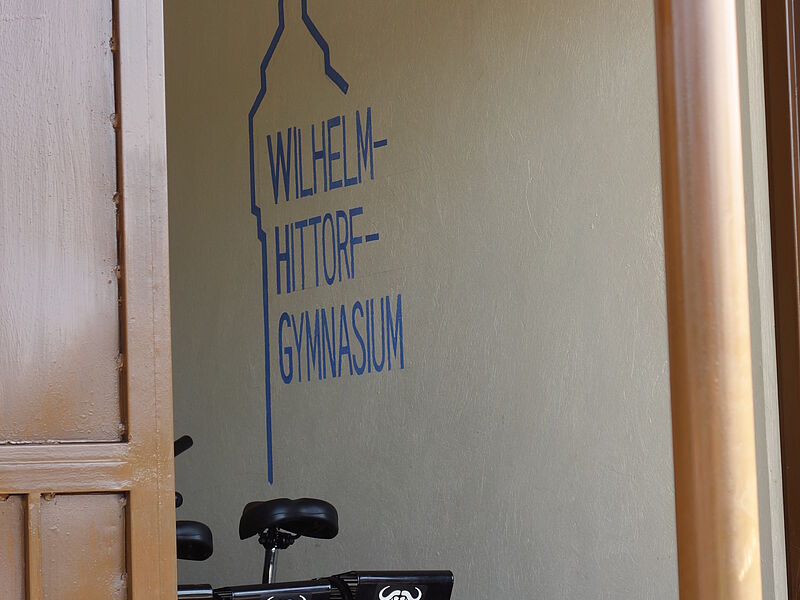 WILHELM-
HITTORF-
GYMNASIUM